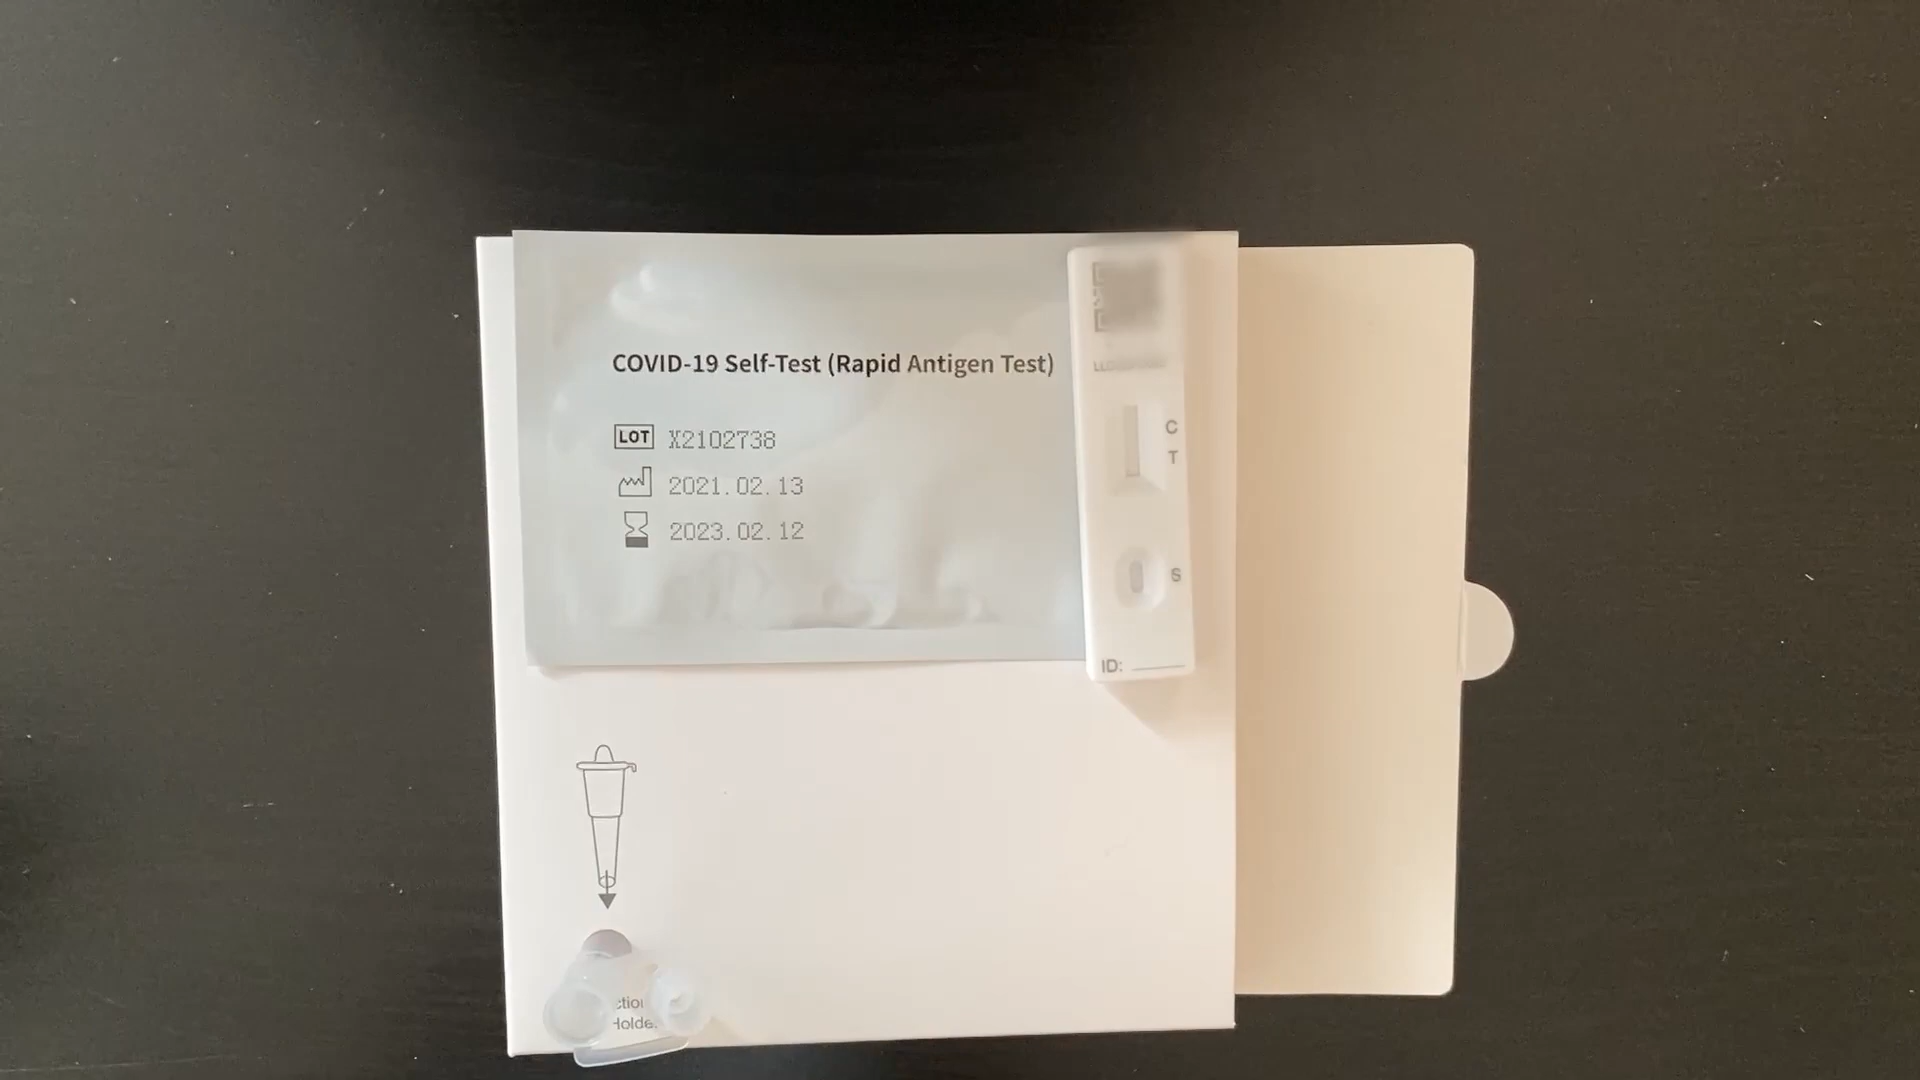 COVID-19 Self-Test (Rapid Antigen Test)
LOT X2102738
2021.02.13
2023.02.12
C
T
S
ID: